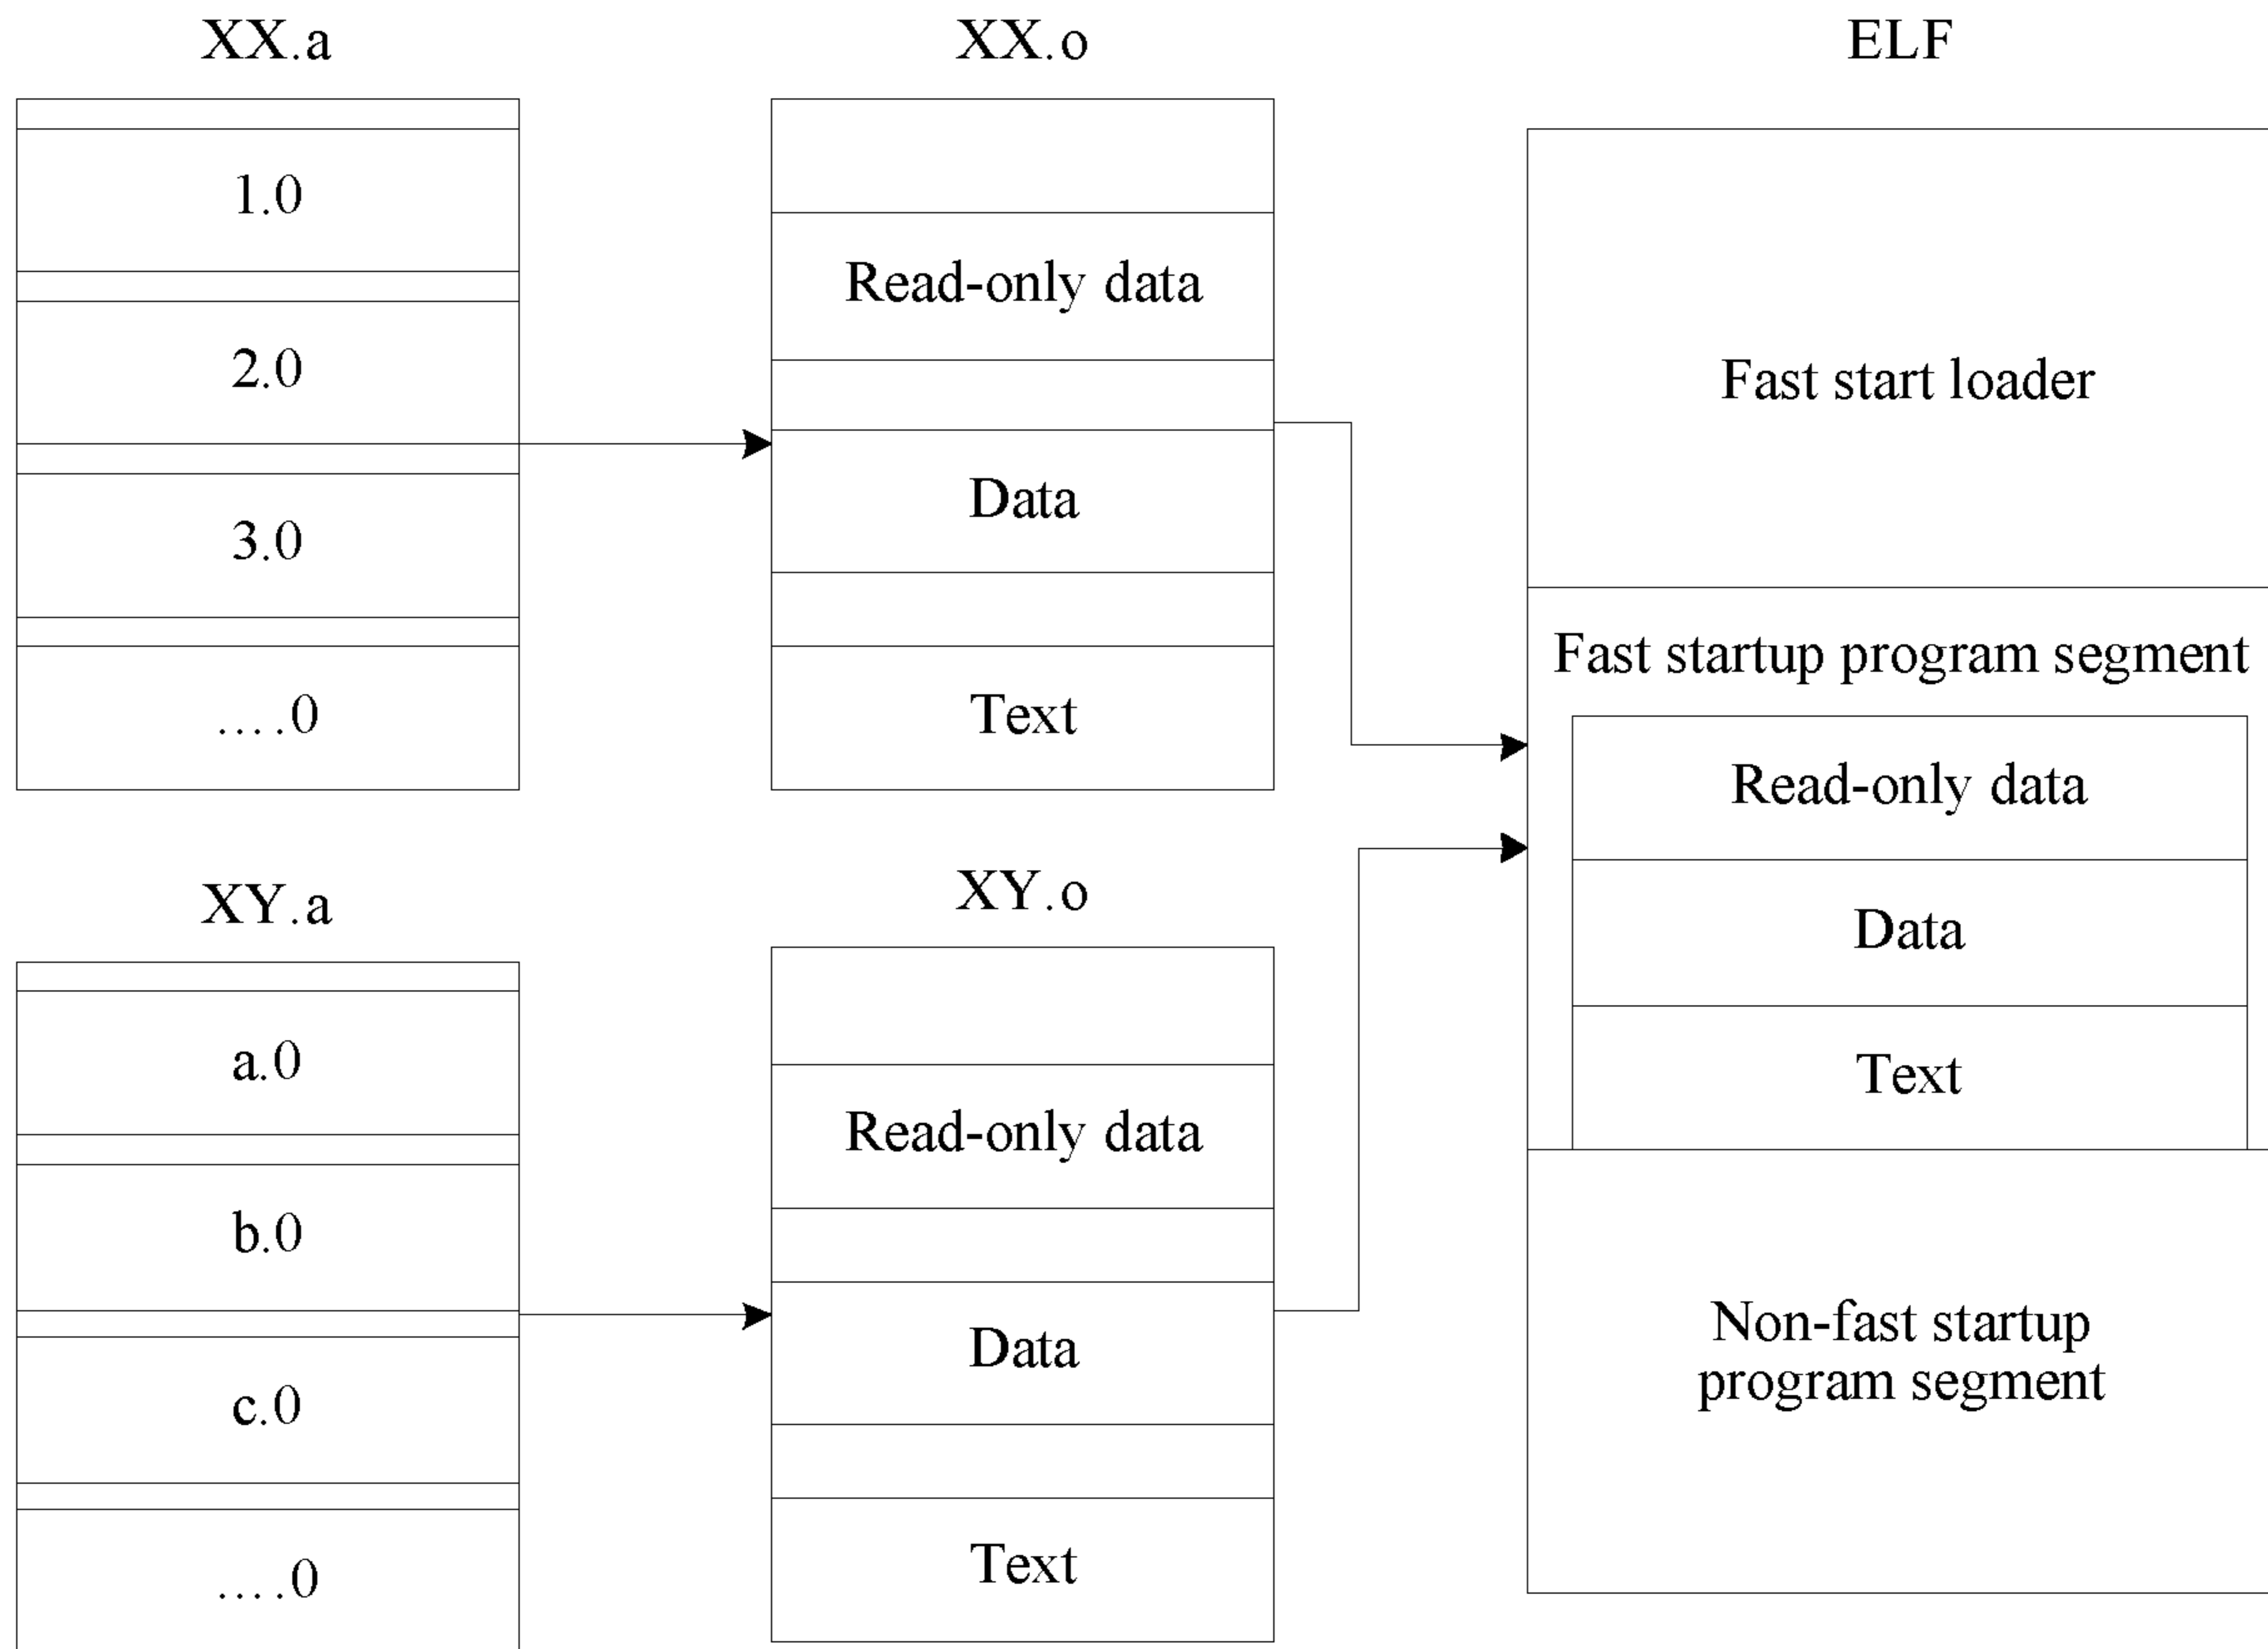 XX.a
1.0
2.0
3.0
....0
XX.o
Read-only data
Data
Text
XY.a
a.0
b.0
c.0
....0
XY.o
Read-only data
Data
Text
ELF
Fast start loader
Fast startup program segment
Read-only data
Data
Text
Non-fast startup
program segment